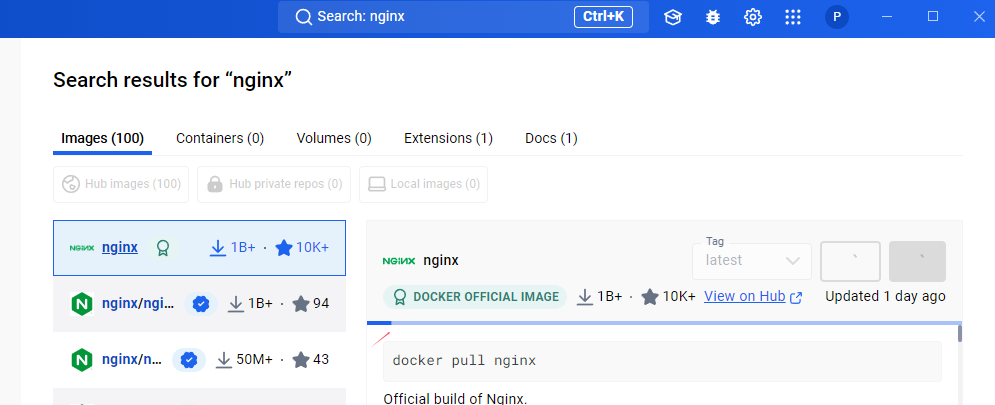 Search: nginx Ctrl+K P
Search results for “nginx”
Images (100) Containers (0) Volumes (0) Extensions (1) Docs (1)
Hub images (100) Hub private repos (0) Local images (0)
NGINX nginx 1B+ · 10K+
N nginx/ngi... 1B+ · 94
N nginx/n... 50M+ · 43
Tag
NGINX nginx latest
DOCKER OFFICIAL IMAGE 1B+ · 10K+ View on Hub Updated 1 day ago
docker pull nginx
Official build of Nginx.